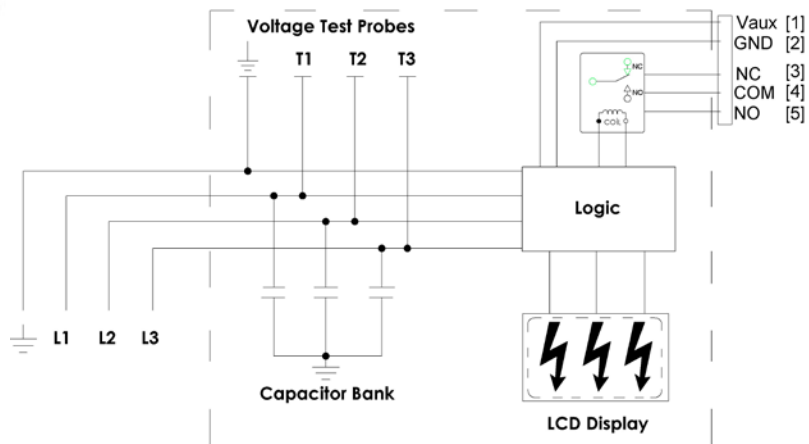 Voltage Test Probes
T1 T2 T3
Vaux [1]
GND [2]
NC [3]
COM [4]
NO [5]
NC
NO
coil
Logic
L1 L2 L3
Capacitor Bank
LCD Display